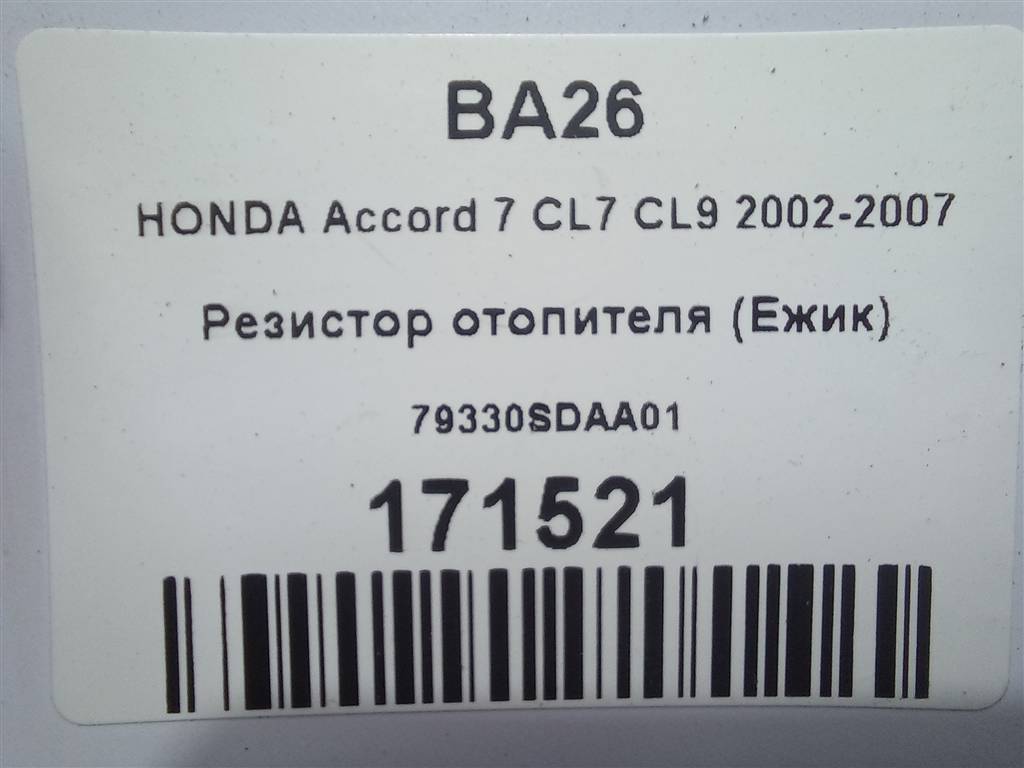 BA26
HONDA Accord 7 CL7 CL9 2002-2007
Резистор отопителя (Ежик)
79330SDAA01
171521